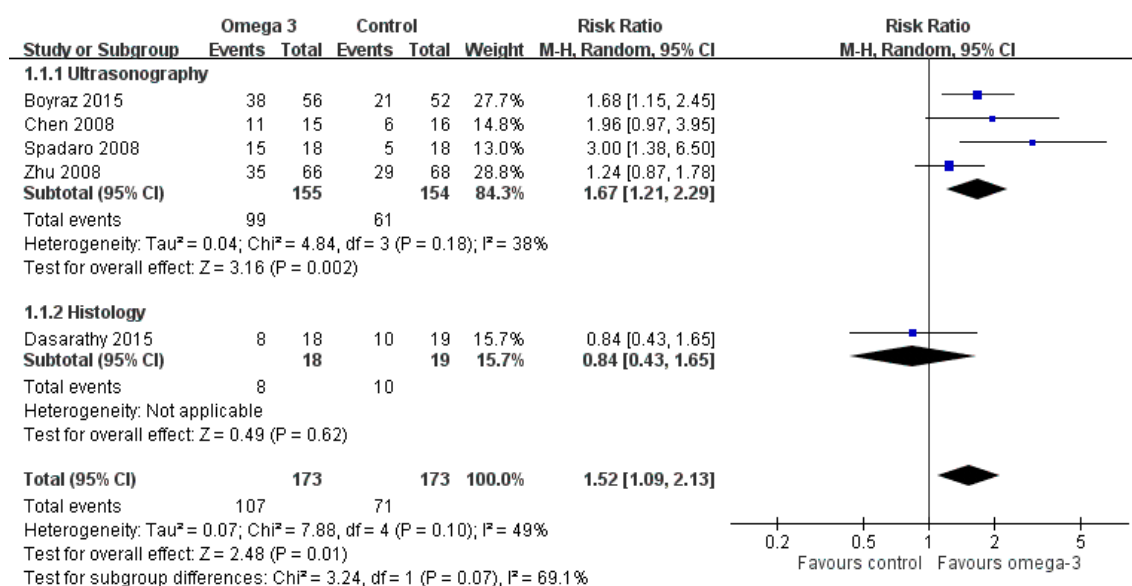 Omega 3 Control Risk Ratio Risk Ratio
Study or Subgroup Events Total Events Total Weight M-H, Random, 95% CI M-H, Random, 95% CI
1.1.1 Ultrasonography
Boyraz 2015 38 56 21 52 27.7% 1.68 [1.15, 2.45]
Chen 2008 11 15 6 16 14.8% 1.96 [0.97, 3.95]
Spadaro 2008 15 18 5 18 13.0% 3.00 [1.38, 6.50]
Zhu 2008 35 66 29 68 28.8% 1.24 [0.87, 1.78]
Subtotal (95% CI) 155 154 84.3% 1.67 [1.21, 2.29]
Total events 99 61
Heterogeneity: Tau² = 0.04; Chi² = 4.84, df = 3 (P = 0.18); I² = 38%
Test for overall effect: Z = 3.16 (P = 0.002)
1.1.2 Histology
Dasarathy 2015 8 18 10 19 15.7% 0.84 [0.43, 1.65]
Subtotal (95% CI) 18 19 15.7% 0.84 [0.43, 1.65]
Total events 8 10
Heterogeneity: Not applicable
Test for overall effect: Z = 0.49 (P = 0.62)
Total (95% CI) 173 173 100.0% 1.52 [1.09, 2.13]
Total events 107 71
Heterogeneity: Tau² = 0.07; Chi² = 7.88, df = 4 (P = 0.10); I² = 49%
Test for overall effect: Z = 2.48 (P = 0.01)
Test for subgroup differences: Chi² = 3.24, df = 1 (P = 0.07), I² = 69.1%
0.2 0.5 1 2 5
Favours control Favours omega-3